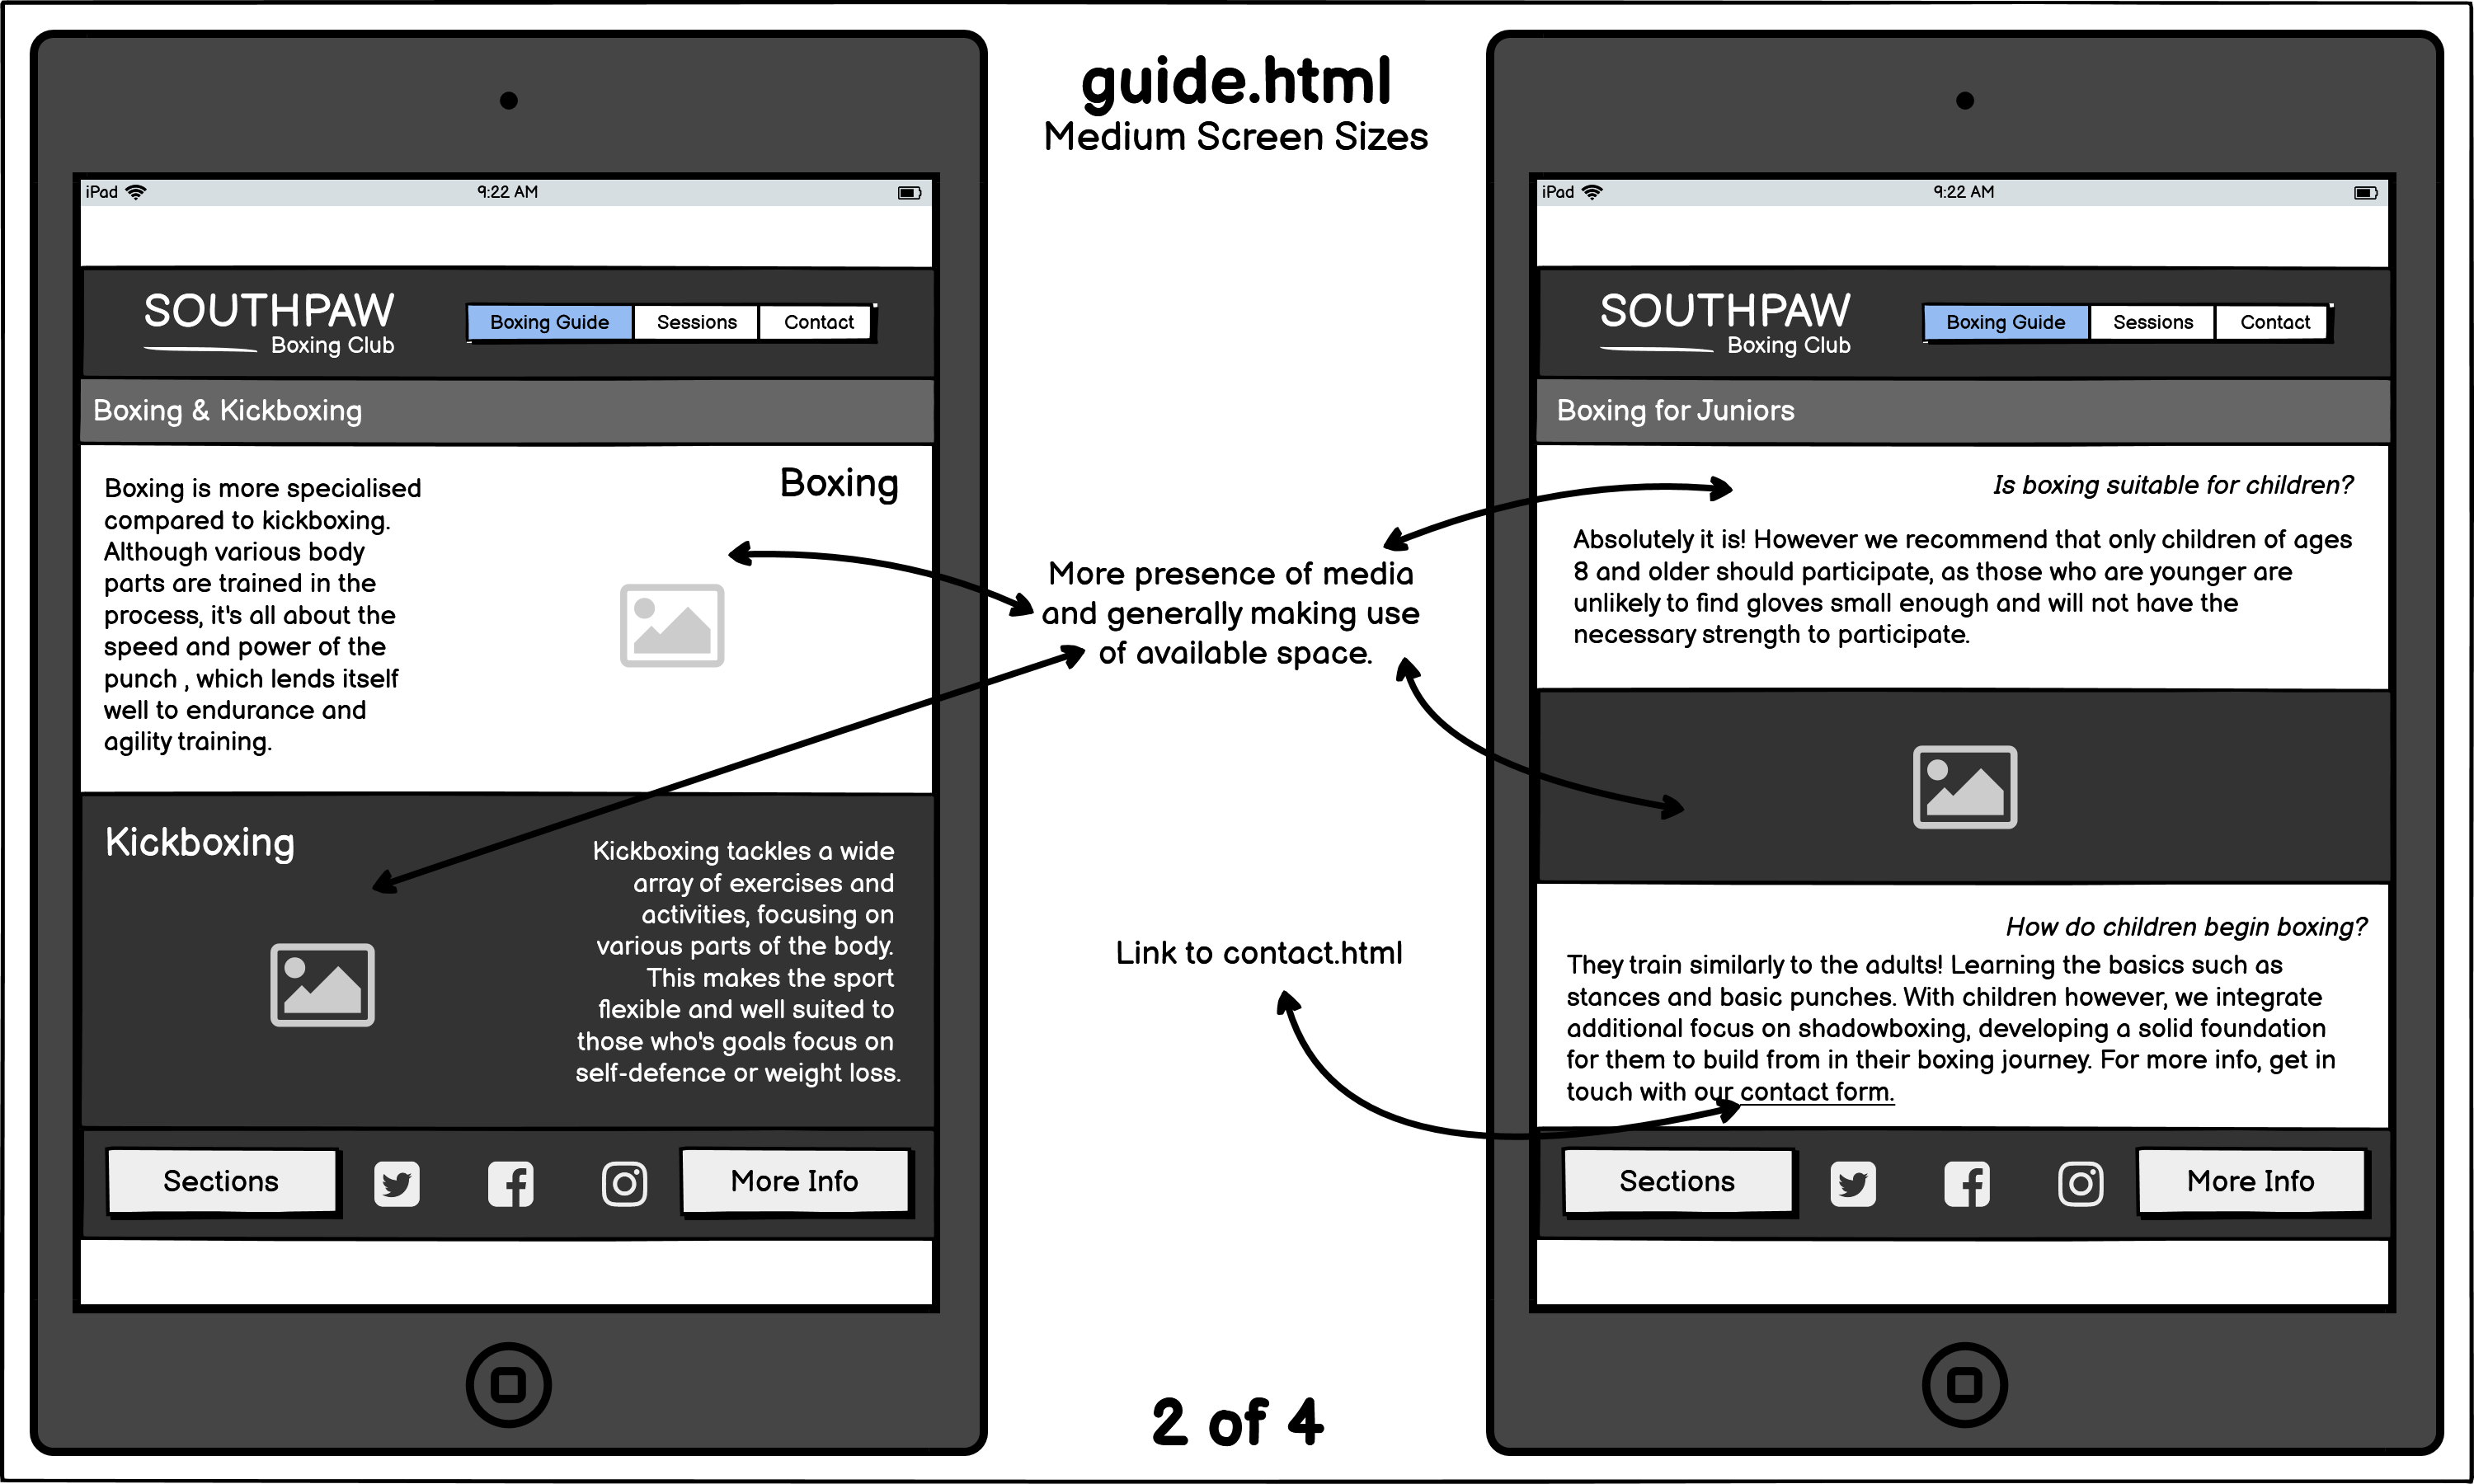 guide.html
Medium Screen Sizes
iPad
9:22 AM
SOUTHPAW
Boxing Club
Boxing Guide
Sessions
Contact
Boxing & Kickboxing
Boxing
Boxing is more specialised
compared to kickboxing.
Although various body
parts are trained in the
process, it's all about the
speed and power of the
punch , which lends itself
well to endurance and
agility training.
Kickboxing
Kickboxing tackles a wide
array of exercises and
activities, focusing on
various parts of the body.
This makes the sport
flexible and well suited to
those who's goals focus on
self-defence or weight loss.
Sections
More Info
More presence of media
and generally making use
of available space.
Link to contact.html
2 of 4
iPad
9:22 AM
SOUTHPAW
Boxing Club
Boxing Guide
Sessions
Contact
Boxing for Juniors
Is boxing suitable for children?
Absolutely it is! However we recommend that only children of ages
8 and older should participate, as those who are younger are
unlikely to find gloves small enough and will not have the
necessary strength to participate.
How do children begin boxing?
They train similarly to the adults! Learning the basics such as
stances and basic punches. With children however, we integrate
additional focus on shadowboxing, developing a solid foundation
for them to build from in their boxing journey. For more info, get in
touch with our contact form.
Sections
More Info